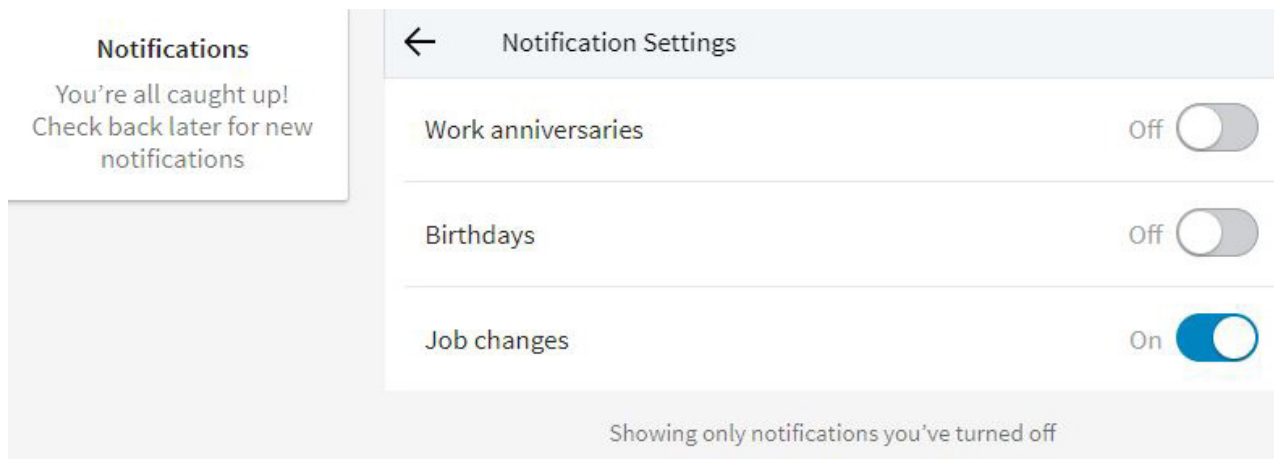 Notifications
You’re all caught up!
Check back later for new
notifications
Notification Settings
Work anniversaries Off
Birthdays Off
Job changes On
Showing only notifications you’ve turned off